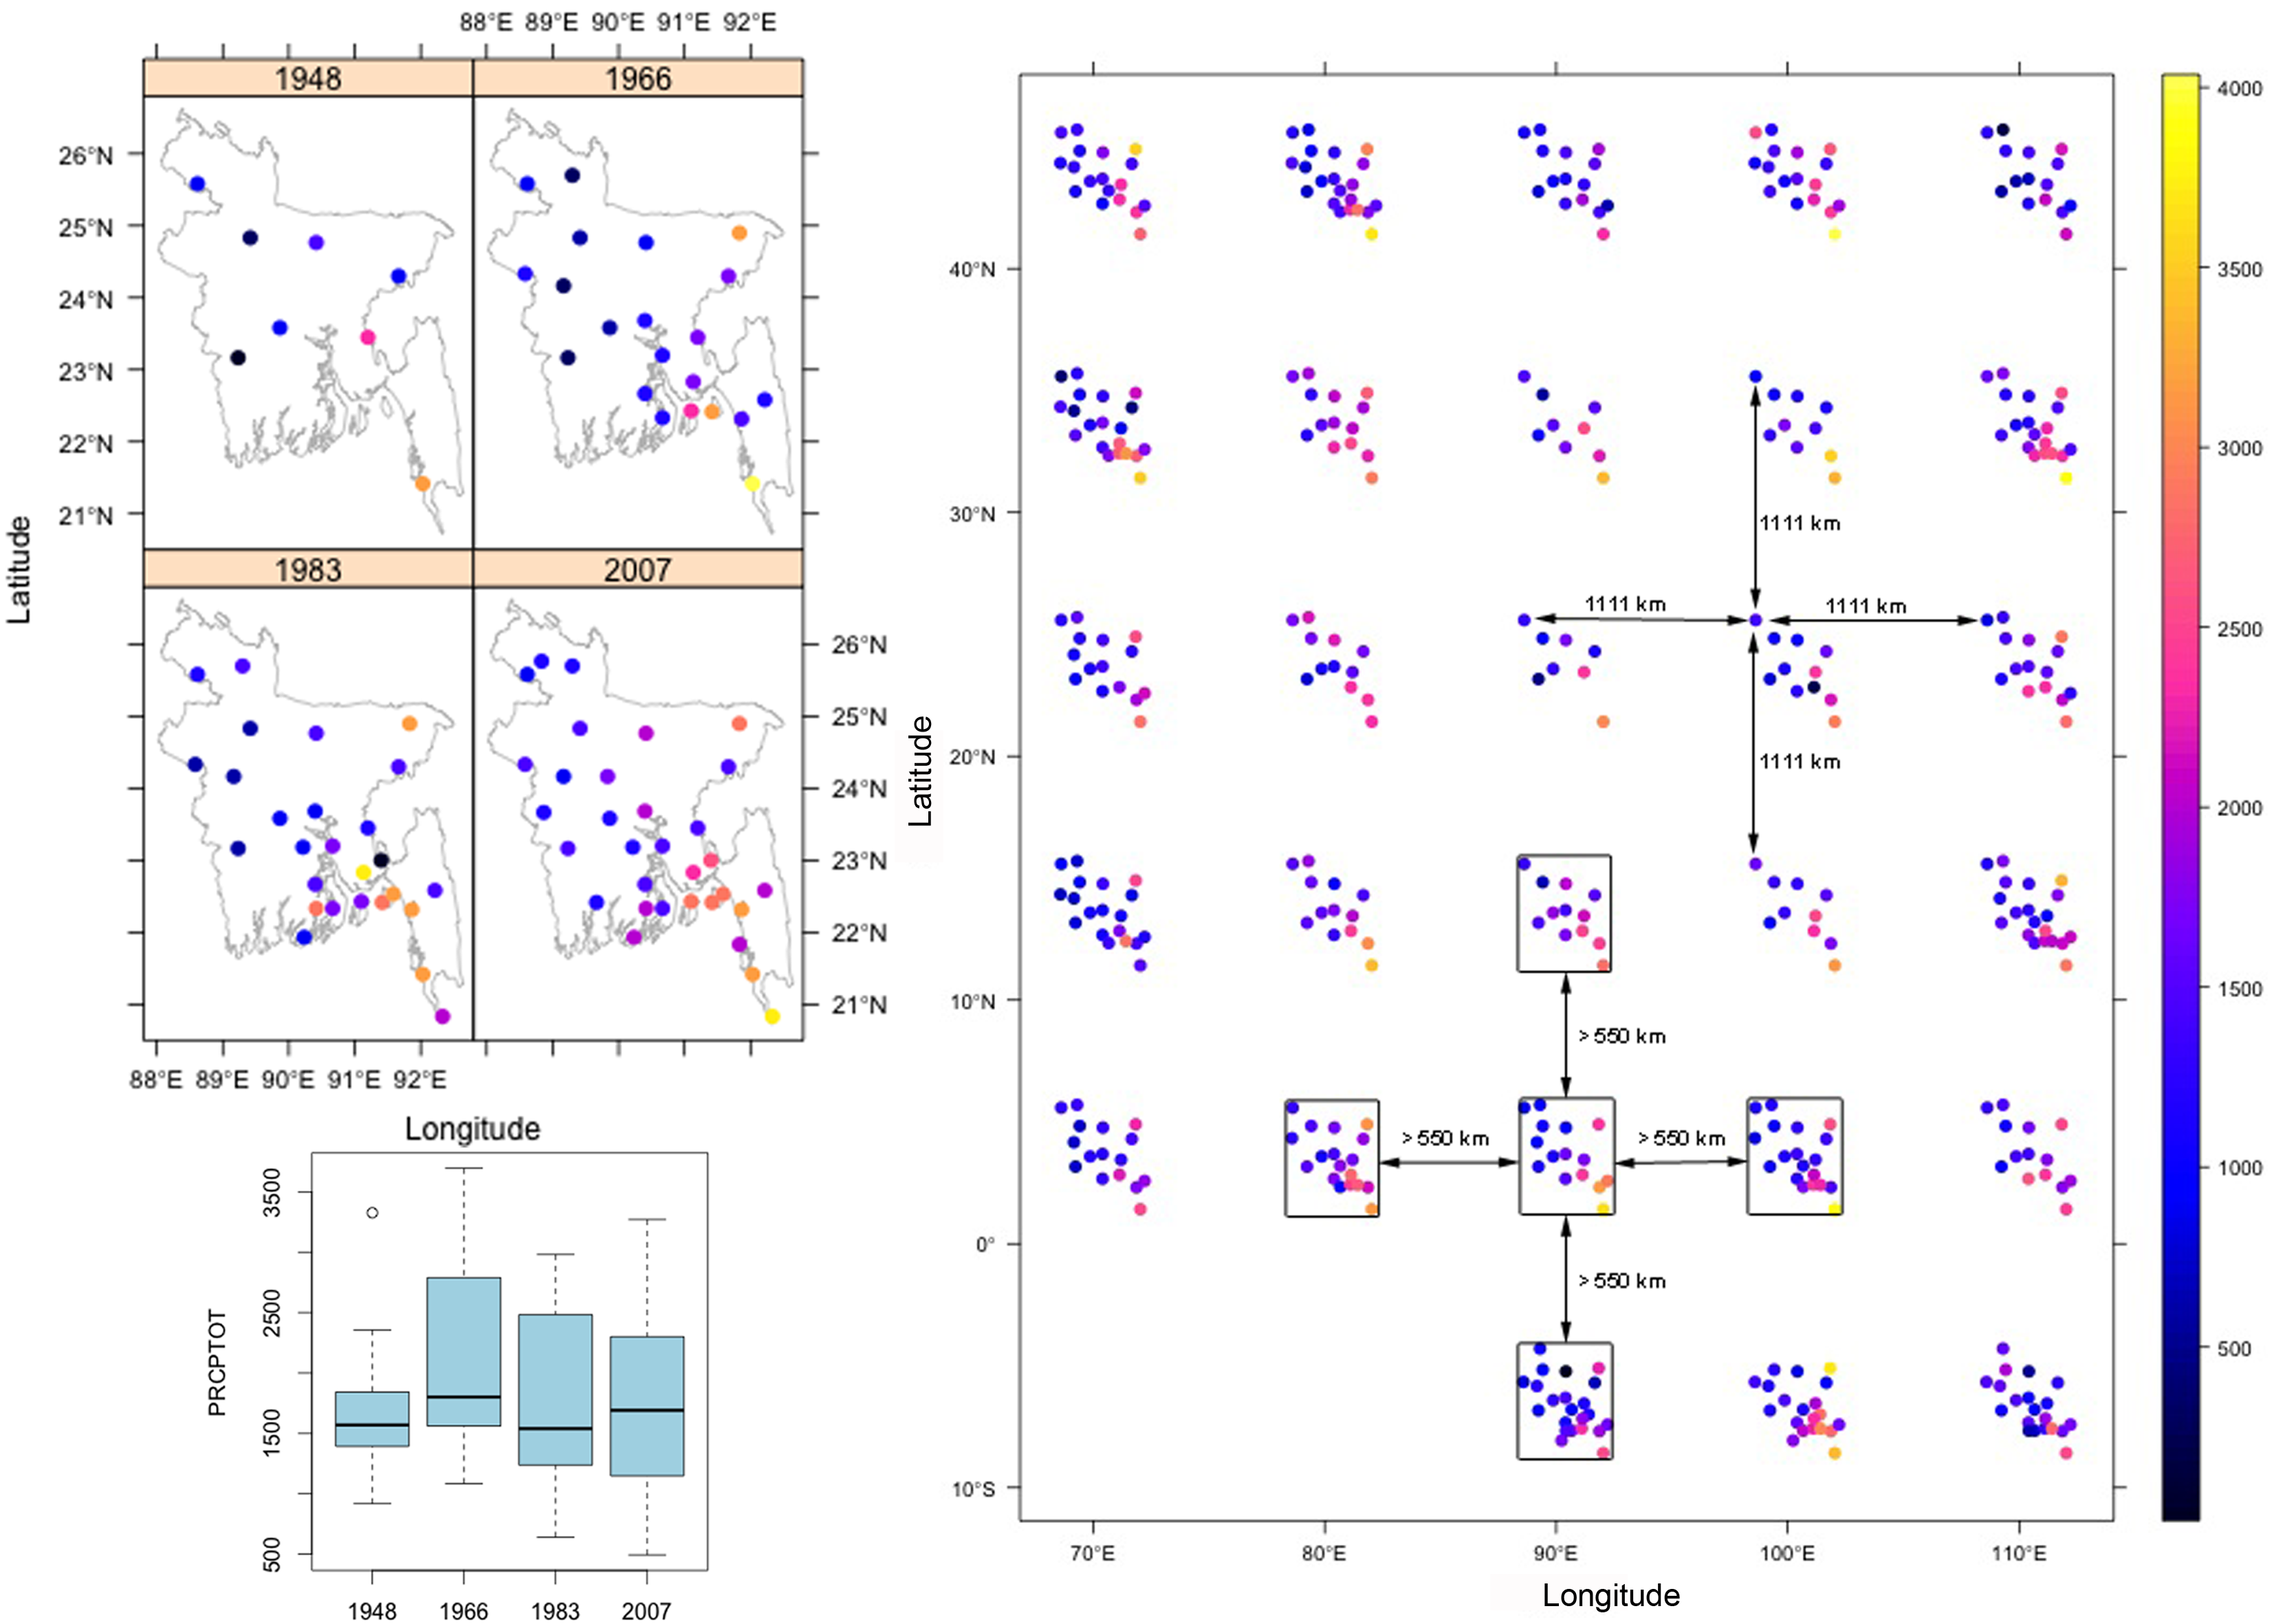 88°E 89°E 90°E 91°E 92°E
1948 1966
26°N
25°N
24°N
23°N
22°N
21°N
Latitude
1983 2007
26°N
25°N
24°N
23°N
22°N
21°N
88°E 89°E 90°E 91°E 92°E
Longitude
PRCPTOT
3500
2500
1500
500
1948 1966 1983 2007
Latitude
40°N
30°N
20°N
10°N
0°
10°S
1111 km
1111 km 1111 km
1111 km
> 550 km
> 550 km > 550 km
> 550 km
70°E 80°E 90°E 100°E 110°E
Longitude
4000
3500
3000
2500
2000
1500
1000
500